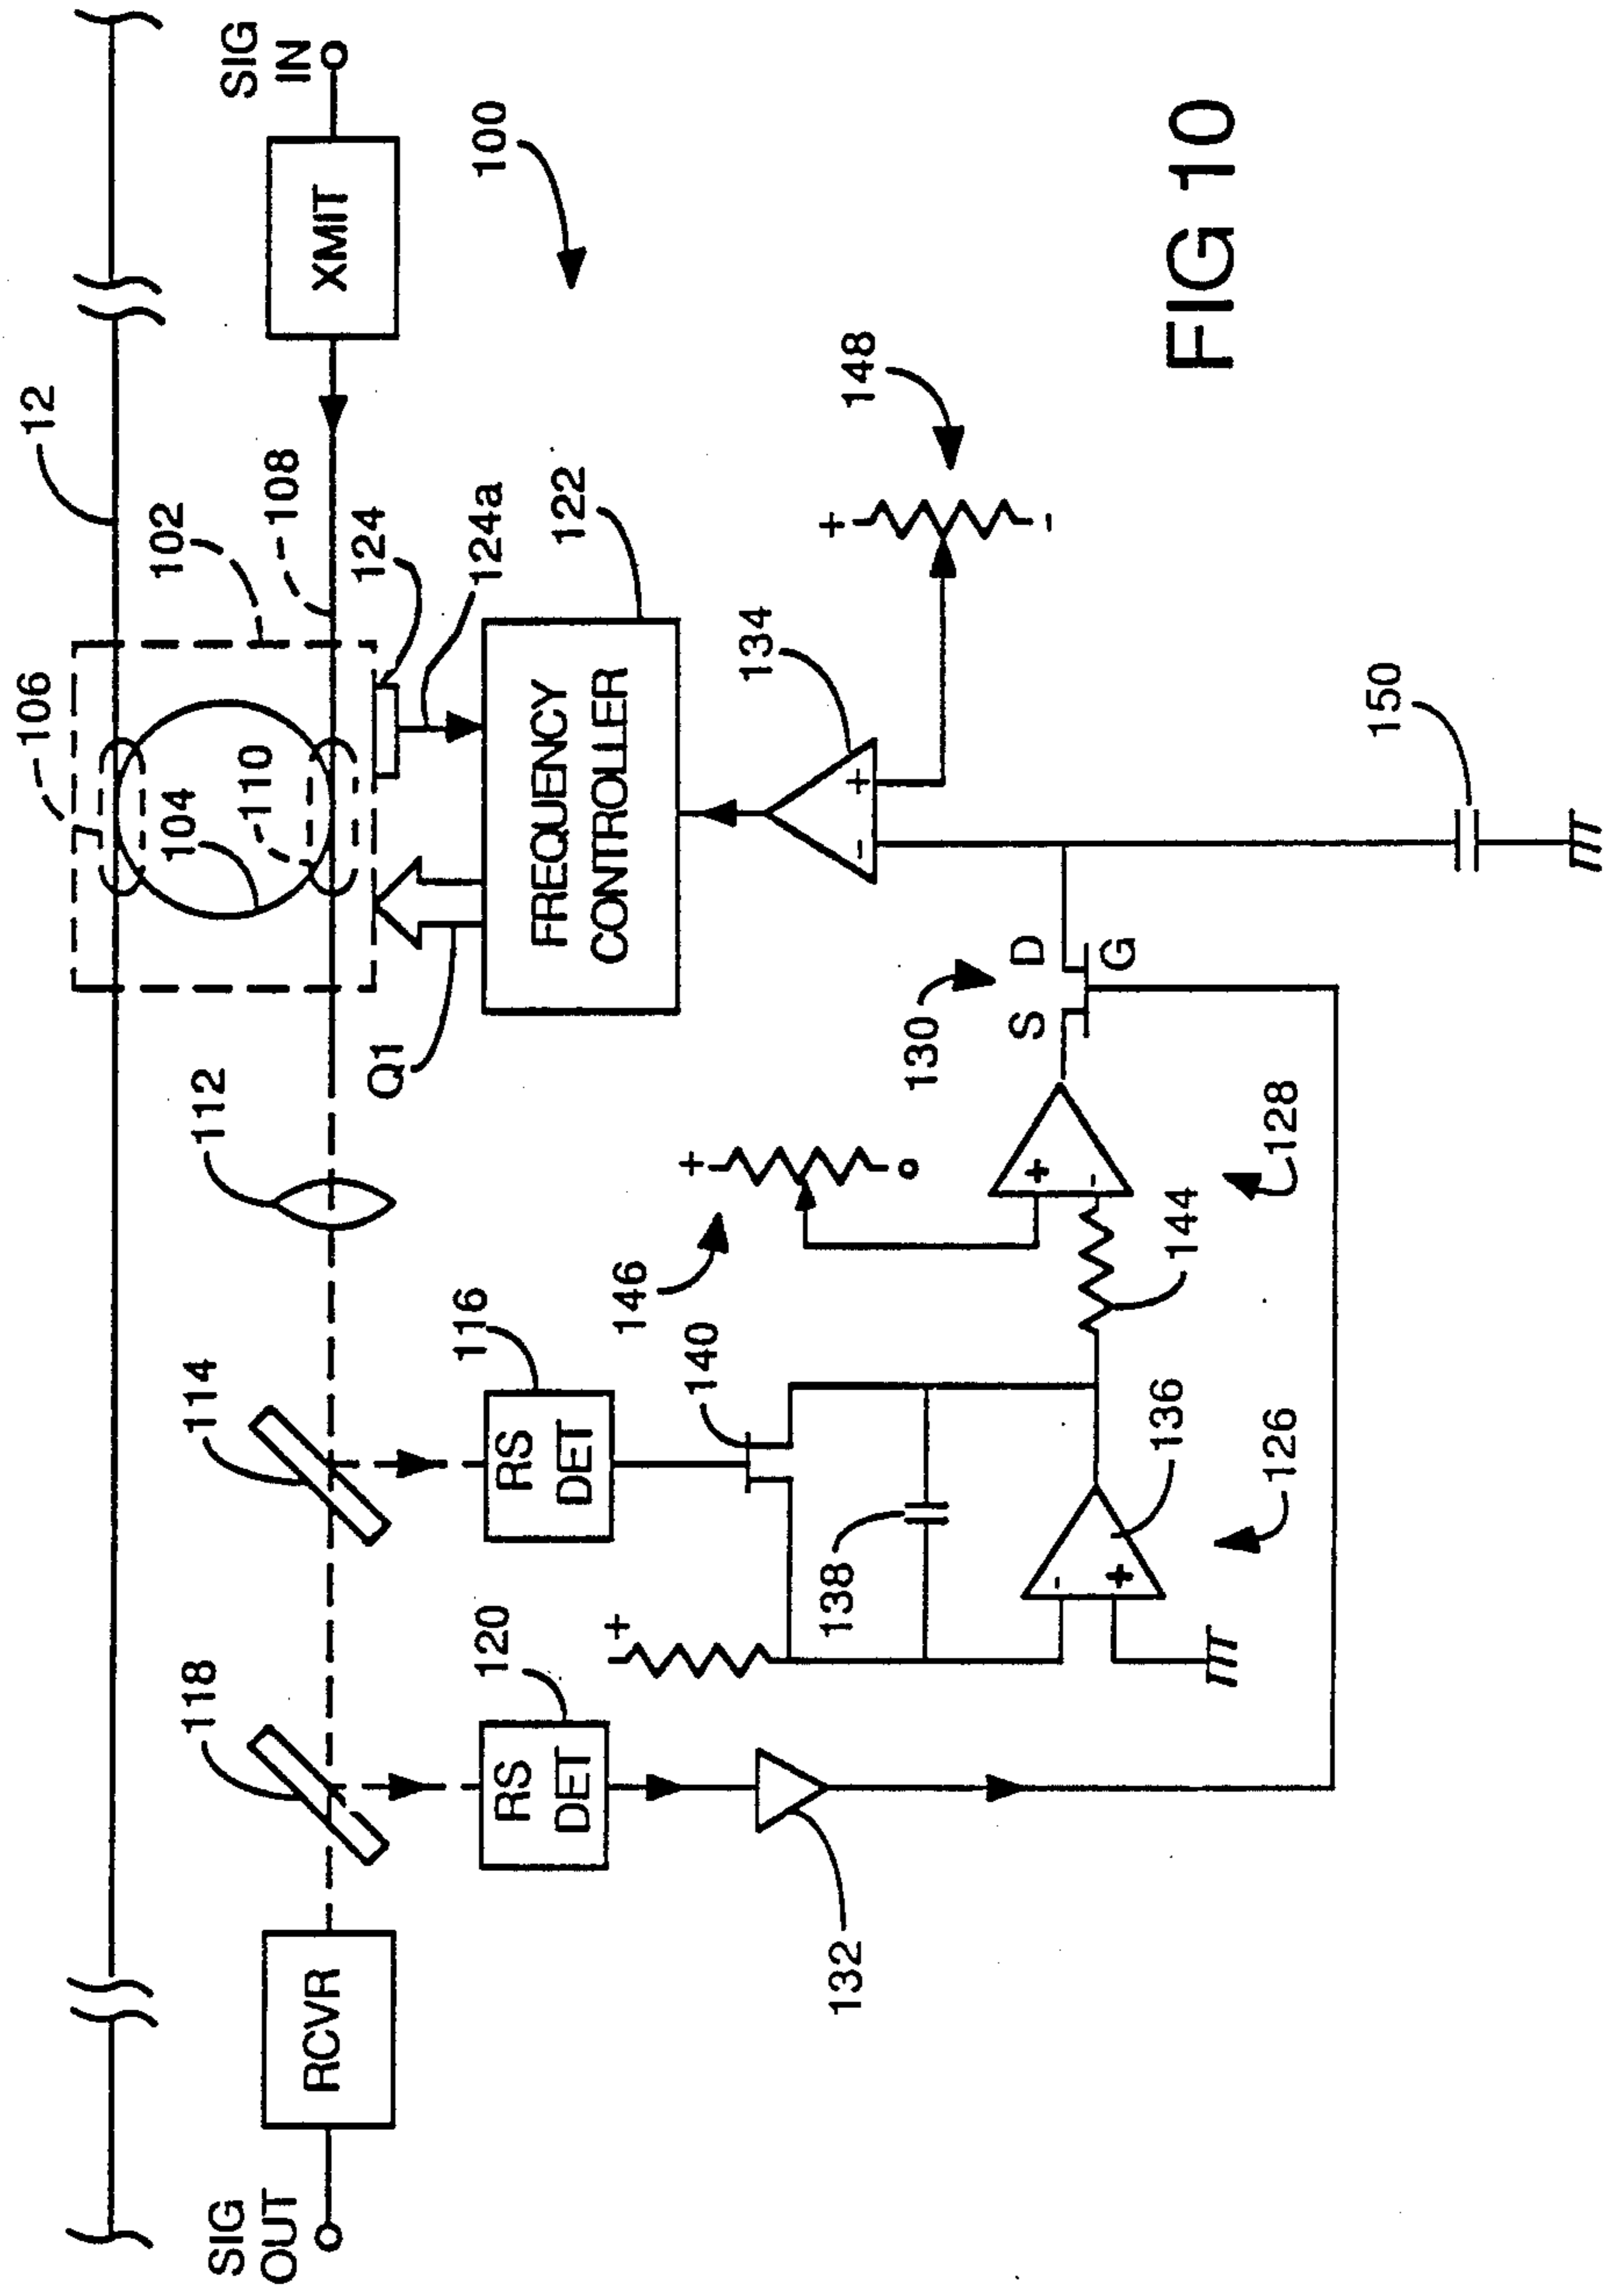 SIG
OUT
RCVR
118
114
112
106
102
12
104
110
108
SIG
IN
XMIT
124
124a
100
Q1
122
FREQUENCY
CONTROLLER
120
RS
DET
116
RS
DET
132
+
138
140
146
+
o
134
- +
148
+
-
130
S
D
G
136
-
+
126
144
+
-
128
150
FIG 10